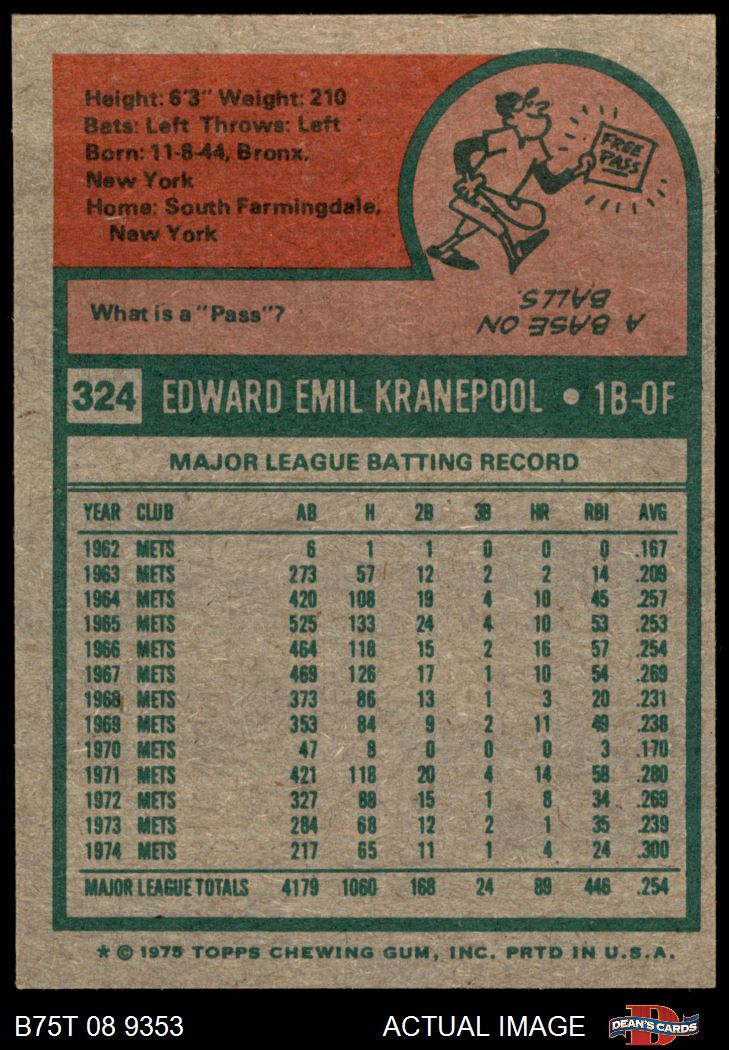 Height: 6'3" Weight: 210
Bats: Left Throws: Left
Born: 11-8-44, Bronx,
New York
Home: South Farmingdale,
New York
FREE
PASS
What is a "Pass"?
A BASE ON
BALLS.
324 EDWARD EMIL KRANEPOOL • 1B-OF
MAJOR LEAGUE BATTING RECORD
YEAR CLUB AB H 2B 3B HR RBI AVG
1962 METS 6 1 1 0 0 0 .167
1963 METS 273 57 12 2 2 14 .209
1964 METS 420 108 19 4 10 45 .257
1965 METS 525 133 24 4 10 53 .253
1966 METS 464 118 15 2 16 57 .254
1967 METS 469 126 17 1 10 54 .269
1968 METS 373 86 13 1 3 20 .231
1969 METS 353 84 9 2 11 49 .238
1970 METS 47 8 0 0 0 3 .170
1971 METS 421 118 20 4 14 58 .280
1972 METS 327 88 15 1 8 34 .269
1973 METS 284 68 12 2 1 35 .239
1974 METS 217 65 11 1 4 24 .300
MAJOR LEAGUE TOTALS 4179 1060 168 24 89 446 .254
* © 1975 TOPPS CHEWING GUM, INC. PRTD IN U.S.A.
B75T 08 9353 ACTUAL IMAGE DEAN'S CARDS